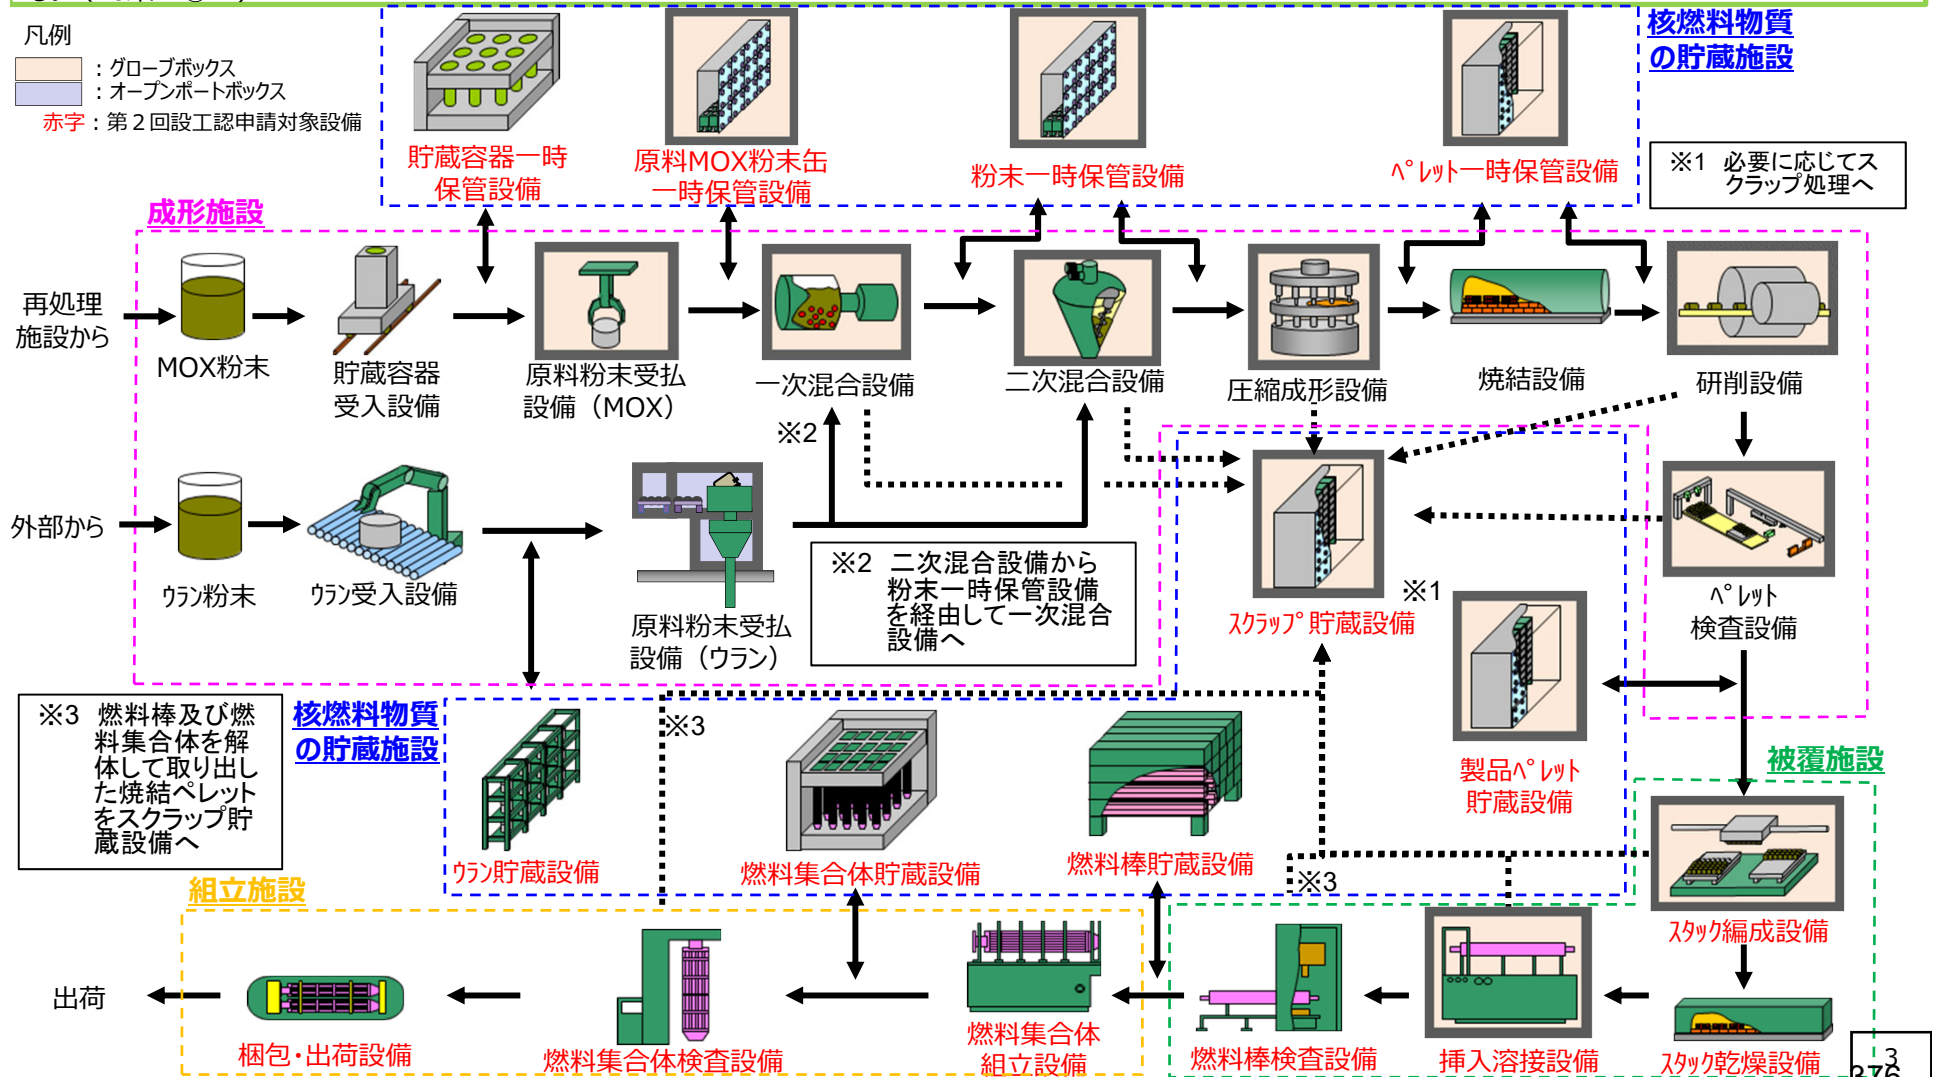 凡例
：グローブボックス
：オープンポートボックス
赤字：第２回設工認申請対象設備
核燃料物質
の貯蔵施設
貯蔵容器一時
保管設備
原料MOX粉末缶
一時保管設備
粉末一時保管設備
ﾍﾟﾚｯﾄ一時保管設備
※1 必要に応じてス
クラップ処理へ
成形施設
再処理
施設から
MOX粉末
貯蔵容器
受入設備
原料粉末受払
設備（MOX）
一次混合設備
二次混合設備
圧縮成形設備
焼結設備
研削設備
※2
外部から
ｳﾗﾝ粉末
ｳﾗﾝ受入設備
原料粉末受払
設備（ウラン）
※2 二次混合設備から
粉末一時保管設備
を経由して一次混合
設備へ
ｽｸﾗｯﾌﾟ貯蔵設備
※1
ﾍﾟﾚｯﾄ
検査設備
製品ﾍﾟﾚｯﾄ
貯蔵設備
※3 燃料棒及び燃
料集合体を解
体して取り出し
た焼結ペレット
をスクラップ貯
蔵設備へ
核燃料物質
の貯蔵施設
※3
ｳﾗﾝ貯蔵設備
燃料集合体貯蔵設備
燃料棒貯蔵設備
※3
被覆施設
ｽﾀｯｸ編成設備
組立施設
出荷
梱包・出荷設備
燃料集合体検査設備
燃料集合体
組立設備
燃料棒検査設備
挿入溶接設備
ｽﾀｯｸ乾燥設備
3